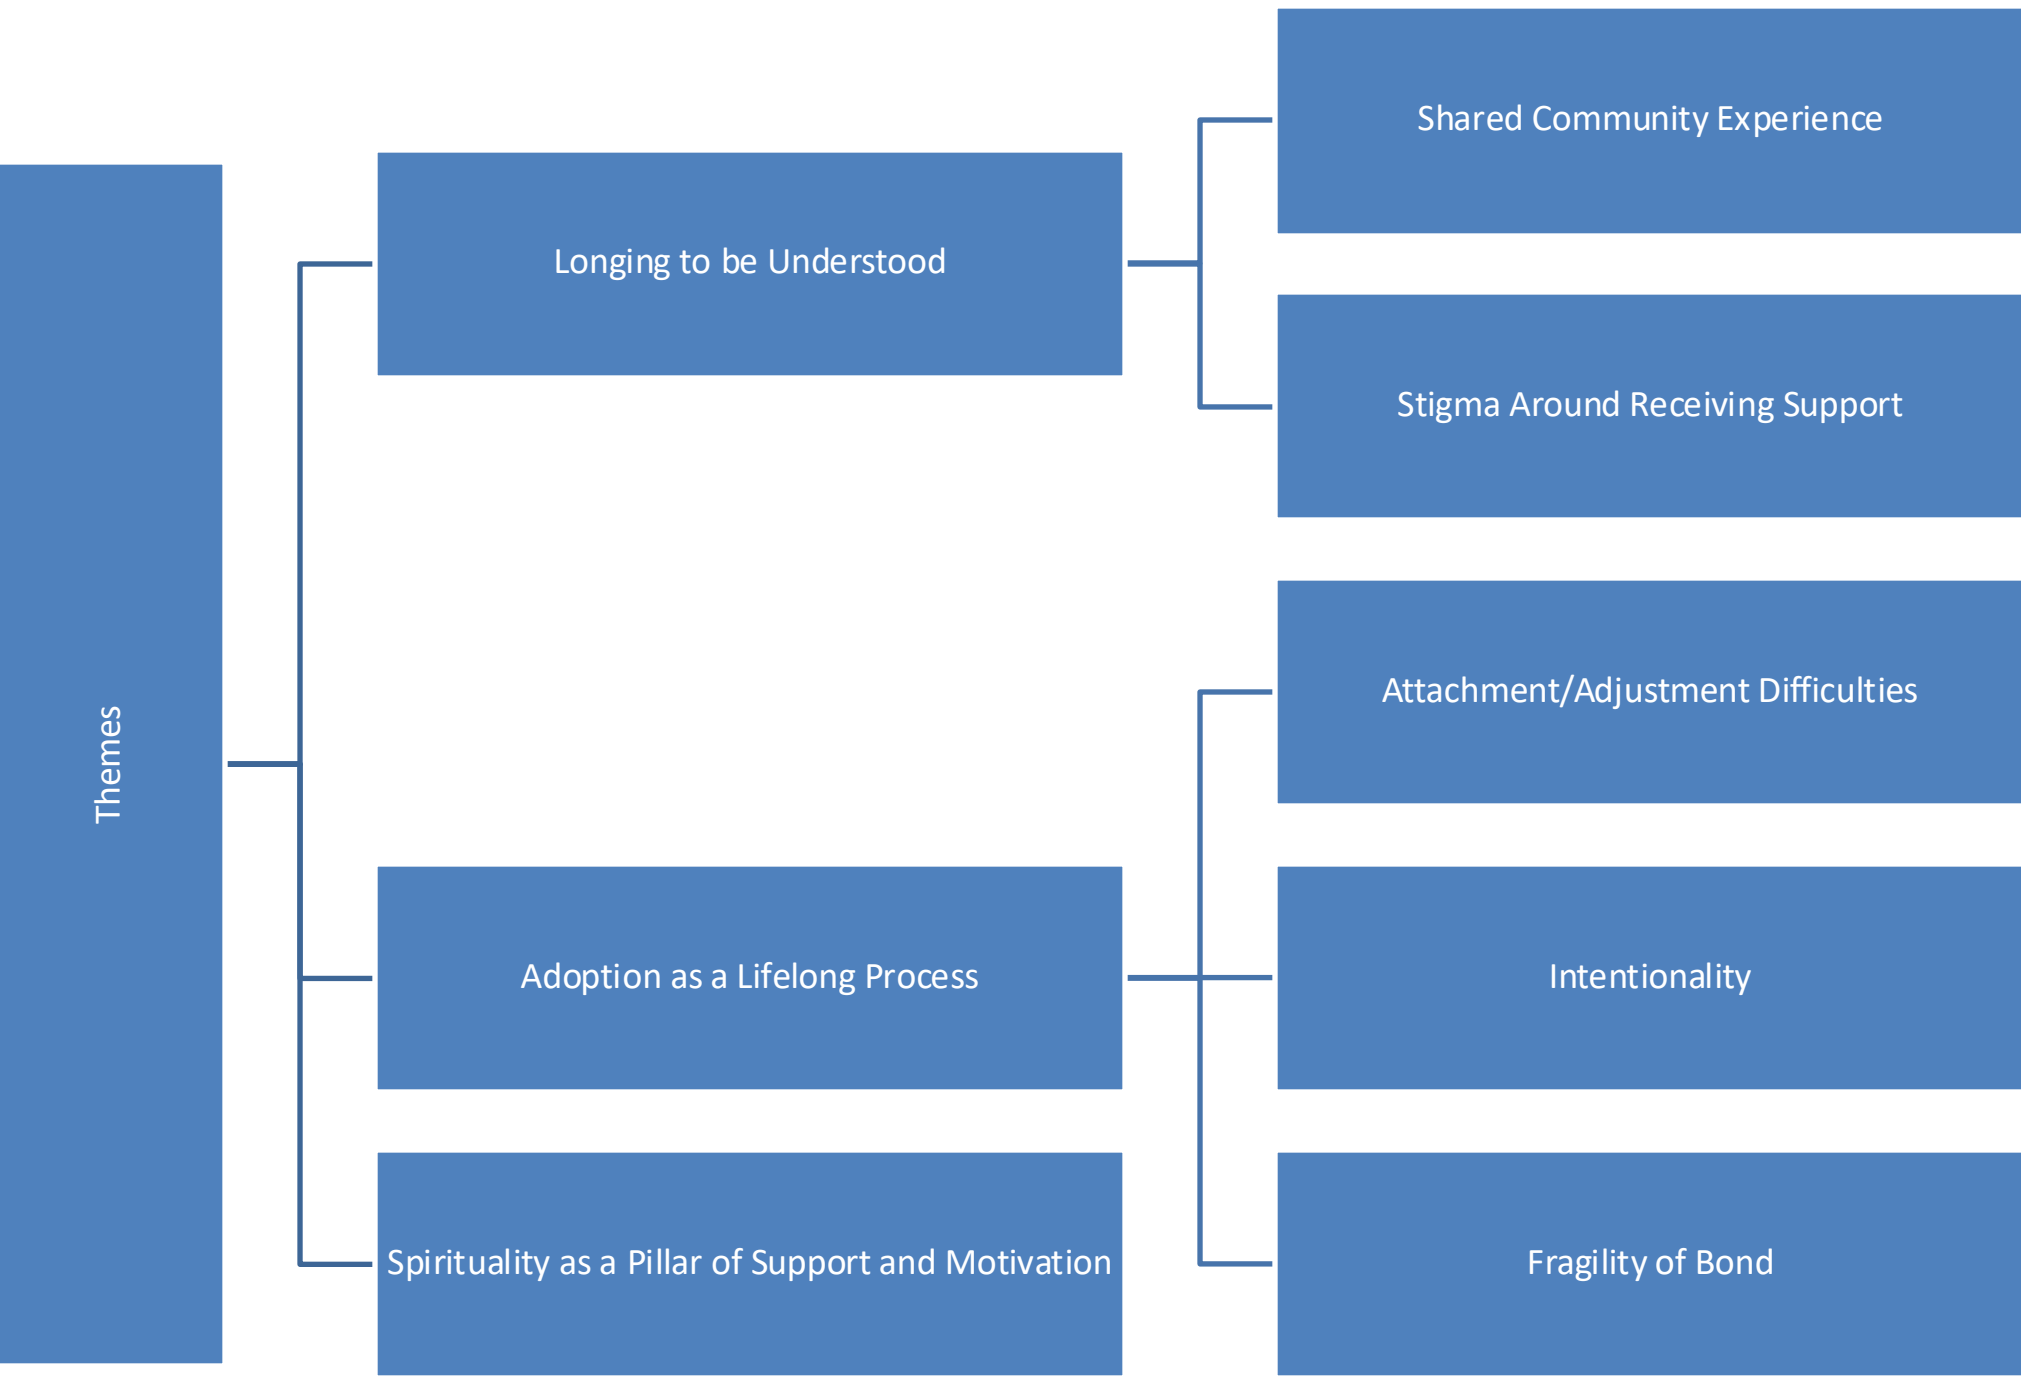 Themes
Longing to be Understood
Shared Community Experience
Stigma Around Receiving Support
Adoption as a Lifelong Process
Attachment/Adjustment Difficulties
Intentionality
Fragility of Bond
Spirituality as a Pillar of Support and Motivation